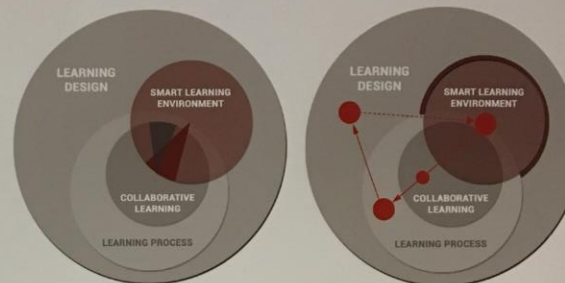 LEARNING
DESIGN
SMART LEARNING
ENVIRONMENT
COLLABORATIVE
LEARNING
LEARNING PROCESS
LEARNING
DESIGN
SMART LEARNING
ENVIRONMENT
COLLABORATIVE
LEARNING
LEARNING PROCESS